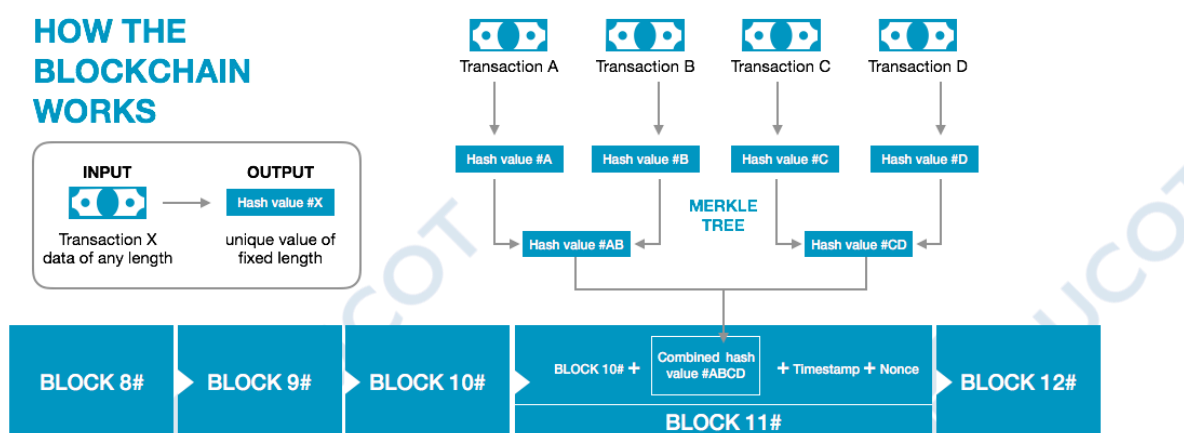 HOW THE
BLOCKCHAIN
WORKS
INPUT
OUTPUT
Hash value #X
Transaction X
data of any length
unique value of
fixed length
Transaction A
Transaction B
Transaction C
Transaction D
Hash value #A
Hash value #B
Hash value #C
Hash value #D
MERKLE
TREE
Hash value #AB
Hash value #CD
BLOCK 8#
BLOCK 9#
BLOCK 10#
BLOCK 10# +
Combined hash
value #ABCD
+ Timestamp + Nonce
BLOCK 11#
BLOCK 12#
COT
UCOT